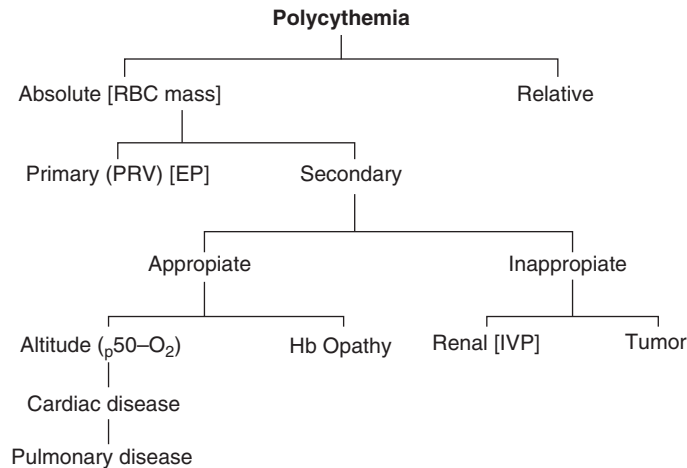 Polycythemia
Absolute [RBC mass] Relative
Primary (PRV) [EP] Secondary
Appropiate Inappropiate
Altitude (p50–O2) Hb Opathy Renal [IVP] Tumor
Cardiac disease
Pulmonary disease